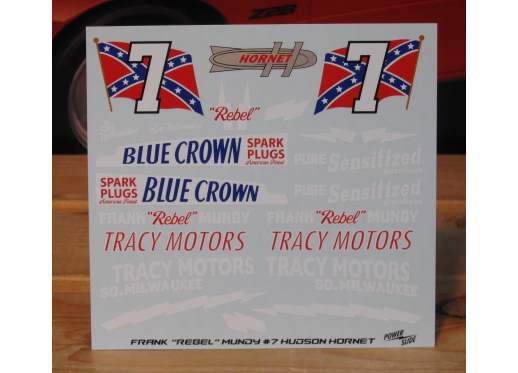 Z28
7
HORNET
H
7
"Rebel"
BLUE CROWN SPARK PLUGS
PURE Sensitized
SPARK PLUGS BLUE CROWN
PURE Sensitized
FRANK "Rebel" MUNDY
"Rebel"
TRACY MOTORS TRACY MOTORS
TRACY MOTORS TRACY MOTORS
SO. MILWAUKEE SO. MILWAUKEE
FRANK "REBEL" MUNDY #7 HUDSON HORNET
POWER SLIDE